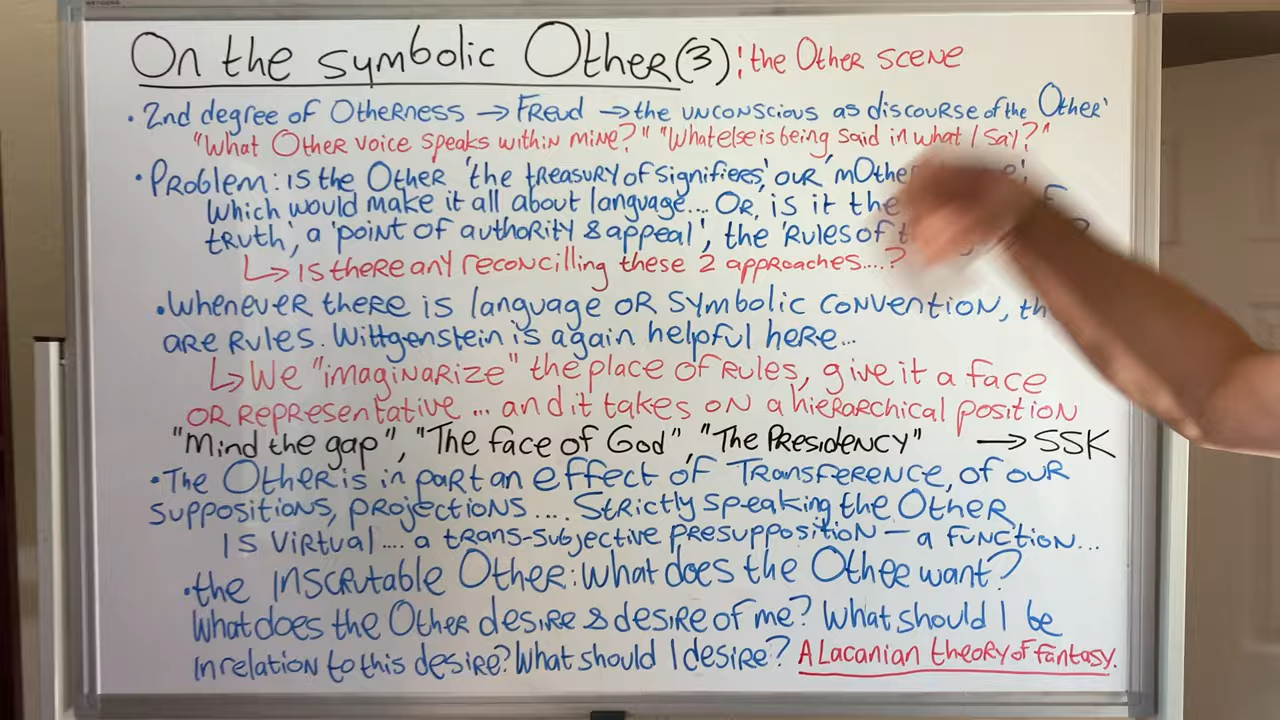 On the symbolic Other (3): the Other scene
• 2nd degree of Otherness → Freud → the unconscious as discourse of the Other'
"What Other voice speaks within mine?" "What else is being said in what I say?"
• Problem: is the Other 'the treasury of signifiers', our 'mOther
Which would make it all about language... Or, is it the
truth', a 'point of authority & appeal', the 'Rules of
↳ Is there any reconcilling these 2 approaches....?
• Whenever there is language or symbolic convention, th
are rules. Wittgenstein is again helpful here...
↳ We "imaginarize" the place of rules, give it a face
or representative ... and it takes on a hierarchical position
"Mind the gap", "The face of God", "The Presidency" → SSK
• The Other is in part an effect of Transference, of our
suppositions, projections .... Strictly speaking the Other
is virtual .... a trans-subjective presupposition – a function...
• the inscrutable Other: What does the Other want?
What does the Other desire & desire of me? What should I be
in relation to this desire? What should I desire? A Lacanian theory of fantasy.